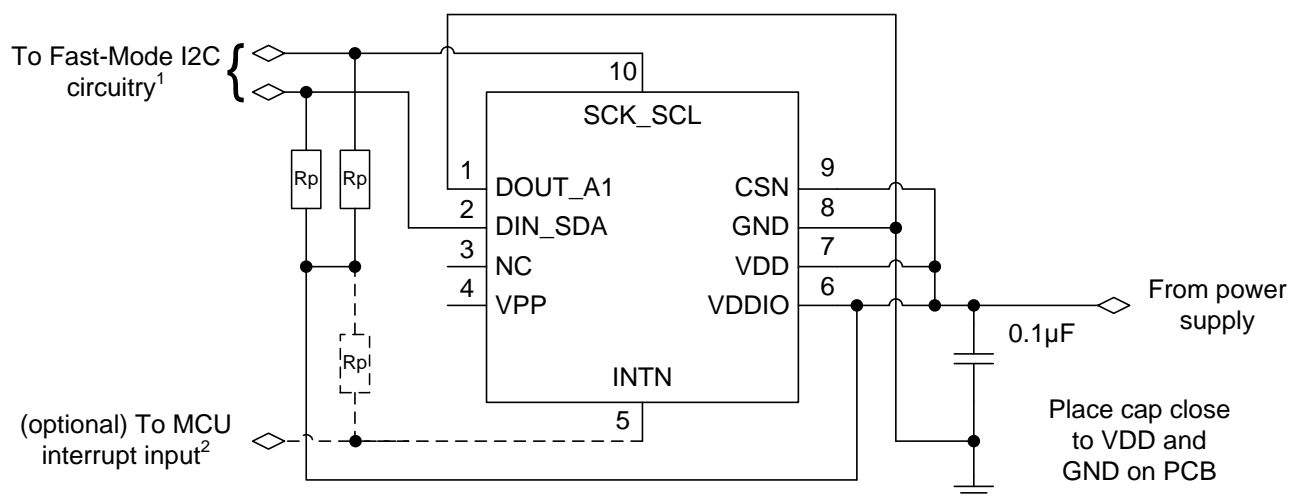 To Fast-Mode I2C
circuitry1
{
10
SCK_SCL
Rp
Rp
1
DOUT_A1
2
DIN_SDA
3
NC
4
VPP
9
CSN
8
GND
7
VDD
6
VDDIO
From power
supply
0.1µF
Rp
INTN
5
(optional) To MCU
interrupt input2
Place cap close
to VDD and
GND on PCB